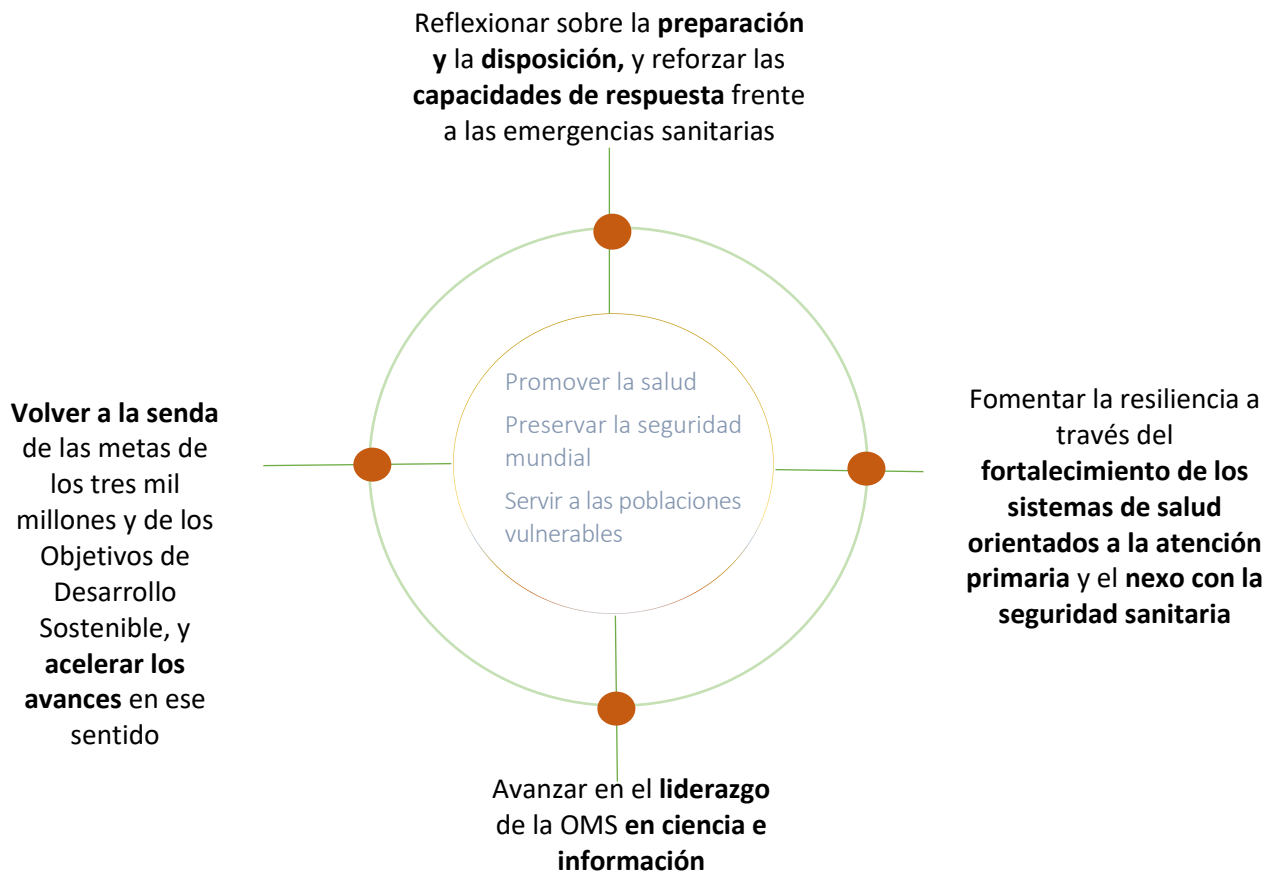 Reflexionar sobre la preparación
y la disposición, y reforzar las
capacidades de respuesta frente
a las emergencias sanitarias
Volver a la senda
de las metas de
los tres mil
millones y de los
Objetivos de
Desarrollo
Sostenible, y
acelerar los
avances en ese
sentido
Promover la salud
Preservar la seguridad
mundial
Servir a las poblaciones
vulnerables
Fomentar la resiliencia a
través del
fortalecimiento de los
sistemas de salud
orientados a la atención
primaria y el nexo con la
seguridad sanitaria
Avanzar en el liderazgo
de la OMS en ciencia e
información